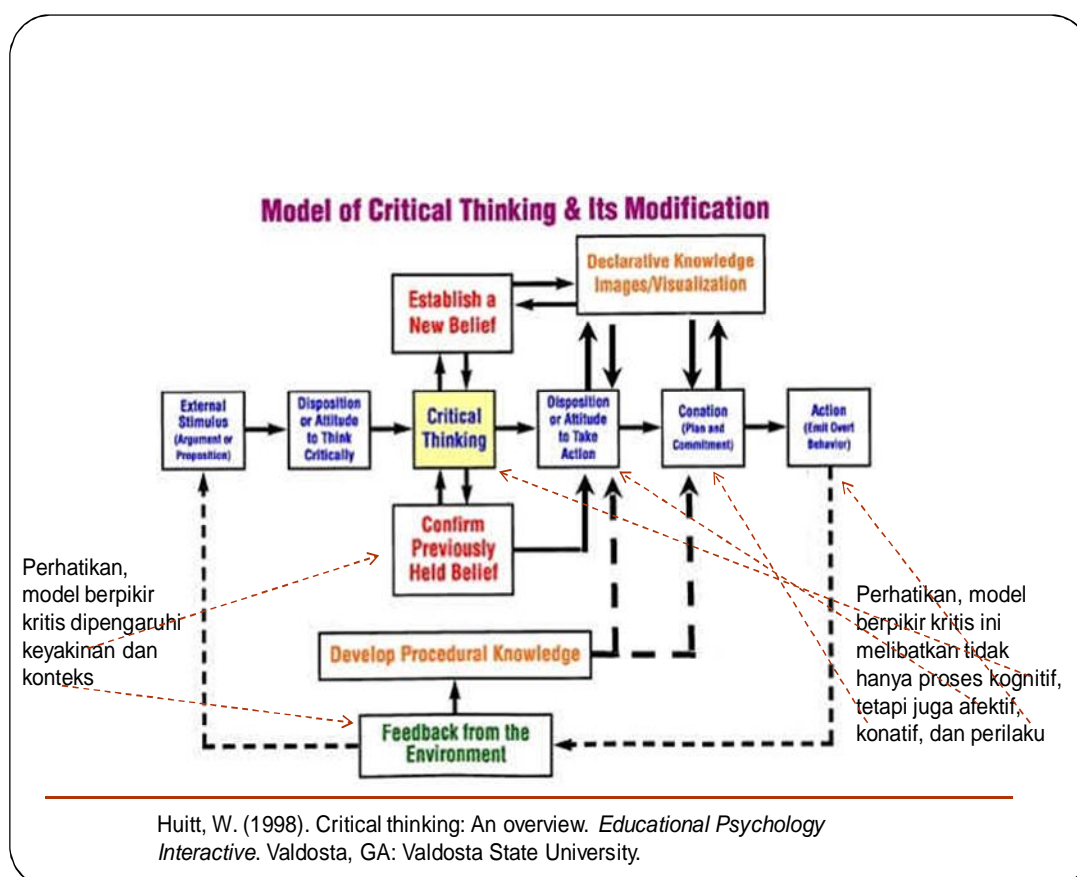 Model of Critical Thinking & Its Modification
Declarative Knowledge
Images/Visualization
Establish a
New Belief
External
Stimulus
(Argument or
Proposition)
Disposition
or Attitude
to Think
Critically
Critical
Thinking
Disposition
or Attitude
to Take
Action
Conation
(Plan and
Commitment)
Action
(Emit Overt
Behavior)
Confirm
Previously
Held Belief
Perhatikan,
model berpikir
kritis dipengaruhi
keyakinan dan
konteks
Perhatikan, model
berpikir kritis ini
melibatkan tidak
hanya proses kognitif,
tetapi juga afektif,
konatif, dan perilaku
Develop Procedural Knowledge
Feedback from the
Environment
Huitt, W. (1998). Critical thinking: An overview. Educational Psychology
Interactive. Valdosta, GA: Valdosta State University.